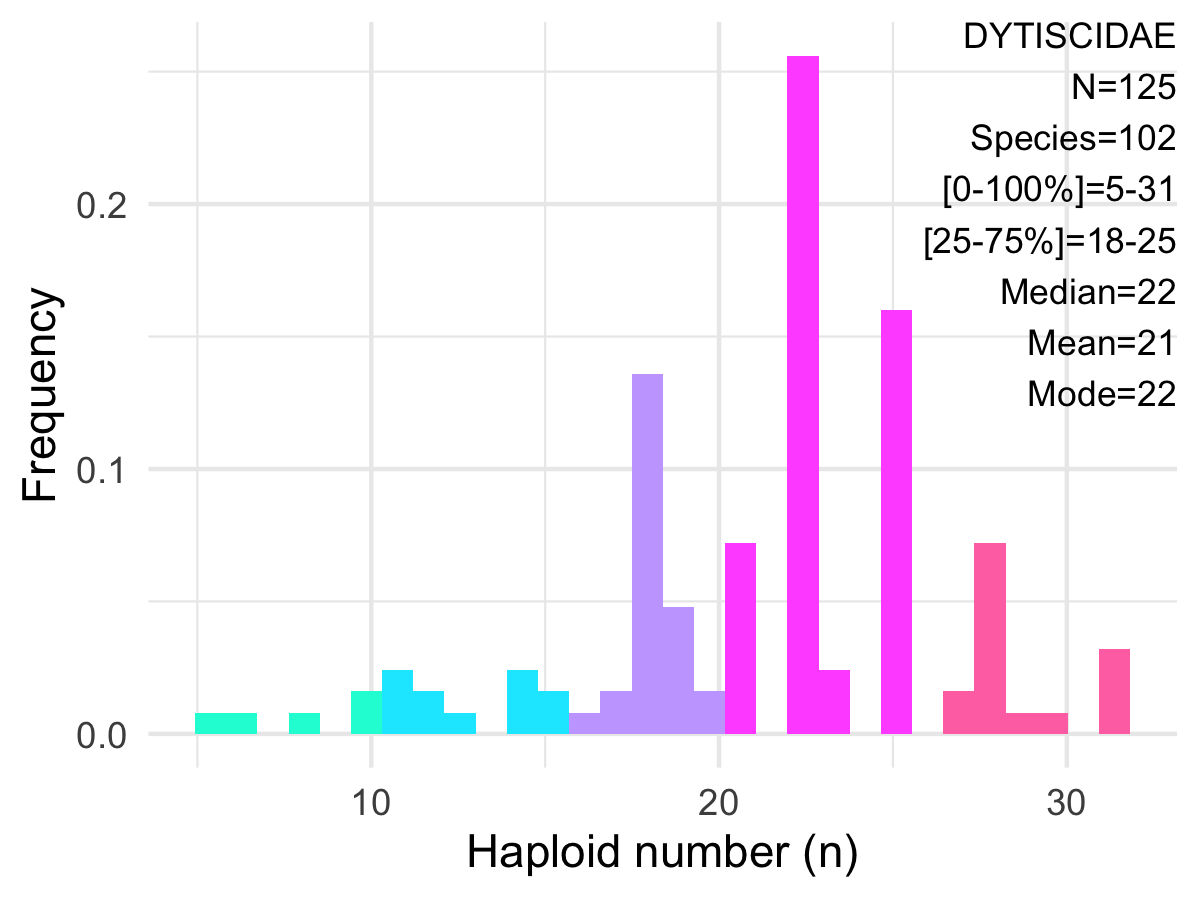 DYTISCIDAE
N=125
Species=102
[0-100%]=5-31
[25-75%]=18-25
Median=22
Mean=21
Mode=22
Frequency
0.2
0.1
0.0
10 20 30
Haploid number (n)